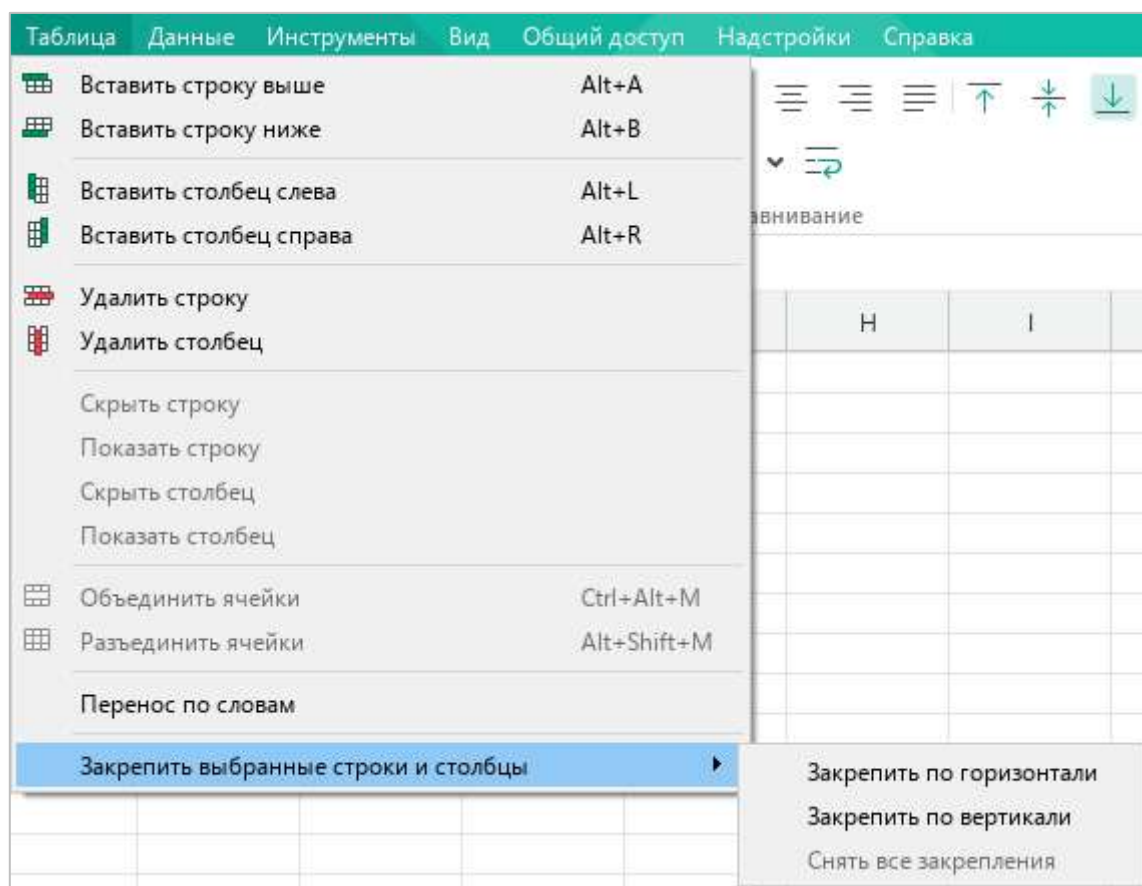 Таблица Данные Инструменты Вид Общий доступ Надстройки Справка
Вставить строку выше Alt+A
Вставить строку ниже Alt+B
Вставить столбец слева Alt+L
Вставить столбец справа Alt+R
авнивание
Удалить строку
H I
Удалить столбец
Скрыть строку
Показать строку
Скрыть столбец
Показать столбец
Объединить ячейки Ctrl+Alt+M
Разъединить ячейки Alt+Shift+M
Перенос по словам
Закрепить выбранные строки и столбцы
Закрепить по горизонтали
Закрепить по вертикали
Снять все закрепления